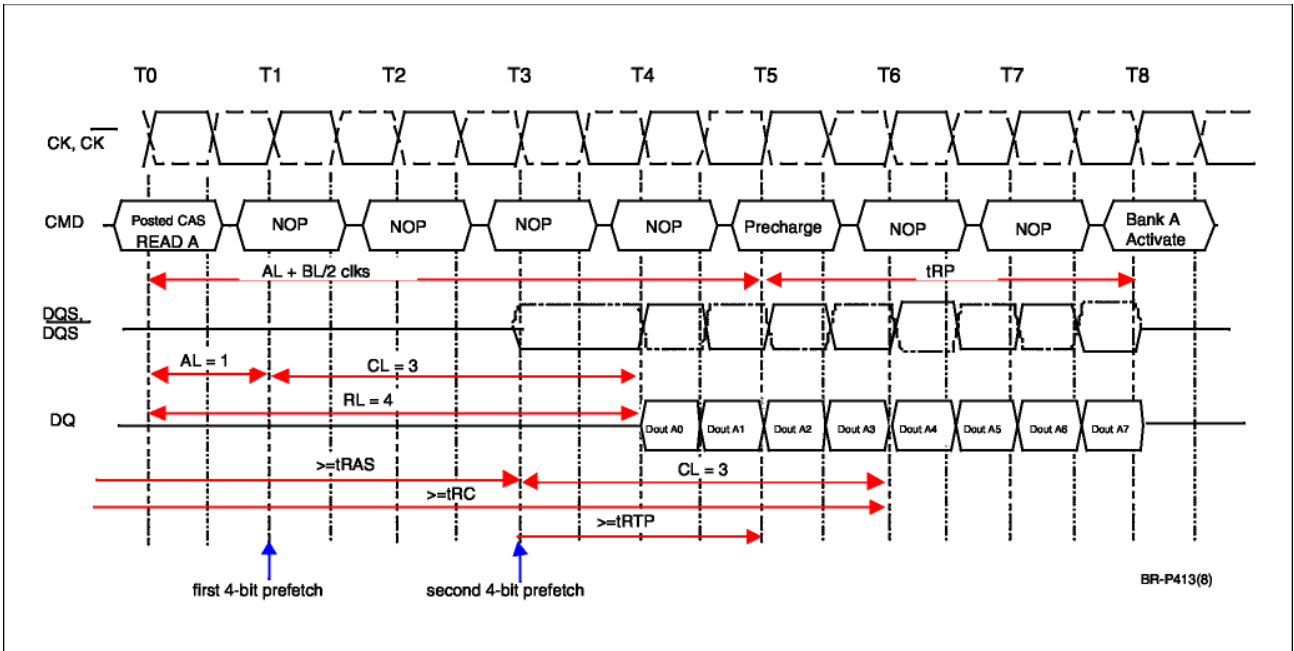 T0 T1 T2 T3 T4 T5 T6 T7 T8
CK, CK
CMD
Posted CAS
READ A
NOP
NOP
NOP
NOP
Precharge
NOP
NOP
Bank A
Activate
AL + BL/2 clks
tRP
DQS,
DQS
AL = 1
CL = 3
RL = 4
DQ
Dout A0 Dout A1 Dout A2 Dout A3 Dout A4 Dout A5 Dout A6 Dout A7
>=tRAS
CL = 3
>=tRC
>=tRTP
first 4-bit prefetch
second 4-bit prefetch
BR-P413(8)